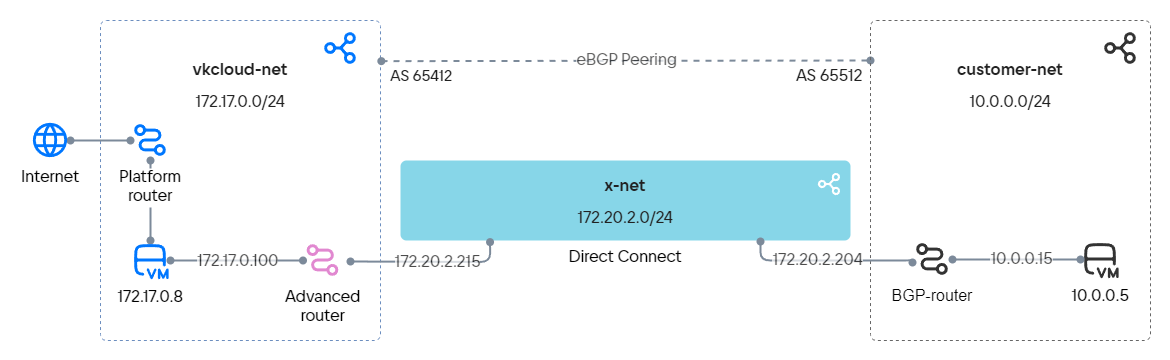 vkcloud-net
172.17.0.0/24
Internet
Platform
router
VM
172.17.0.8
172.17.0.100
Advanced
router
AS 65412
eBGP Peering
AS 65512
x-net
172.20.2.0/24
Direct Connect
172.20.2.215
172.20.2.204
customer-net
10.0.0.0/24
BGP-router
10.0.0.15
VM
10.0.0.5